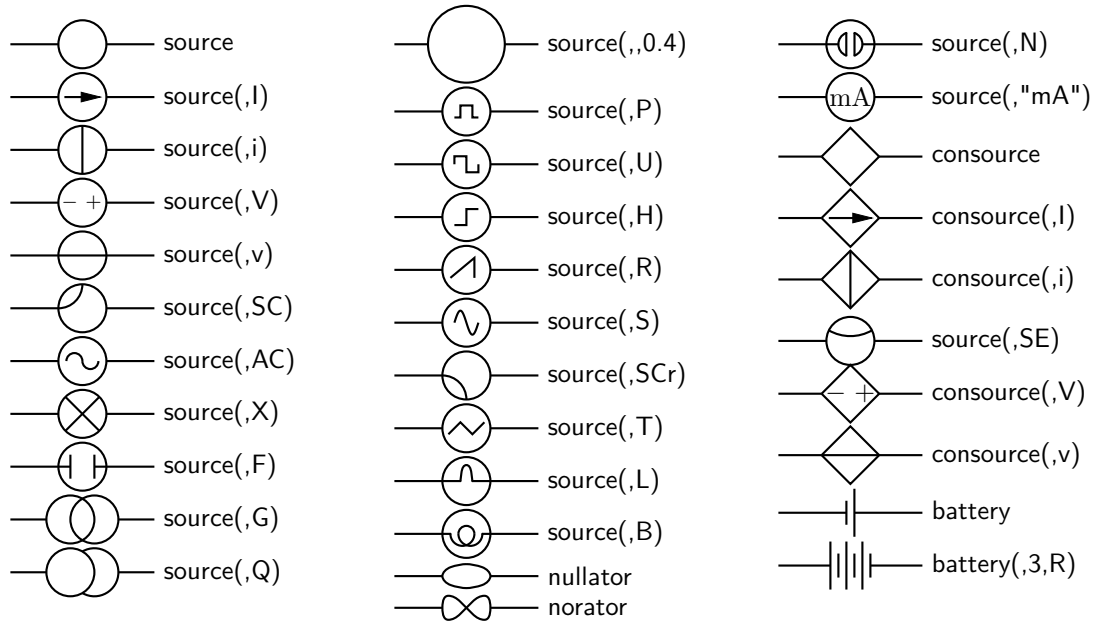 source
source(,I)
source(,i)
− +
source(,V)
source(,v)
source(,SC)
source(,AC)
source(,X)
source(,F)
source(,G)
source(,Q)
source(,,0.4)
source(,P)
source(,U)
source(,H)
source(,R)
source(,S)
source(,SCr)
source(,T)
source(,L)
source(,B)
nullator
norator
source(,N)
mA
source(,"mA")
consource
consource(,I)
consource(,i)
source(,SE)
− +
consource(,V)
consource(,v)
battery
battery(,3,R)